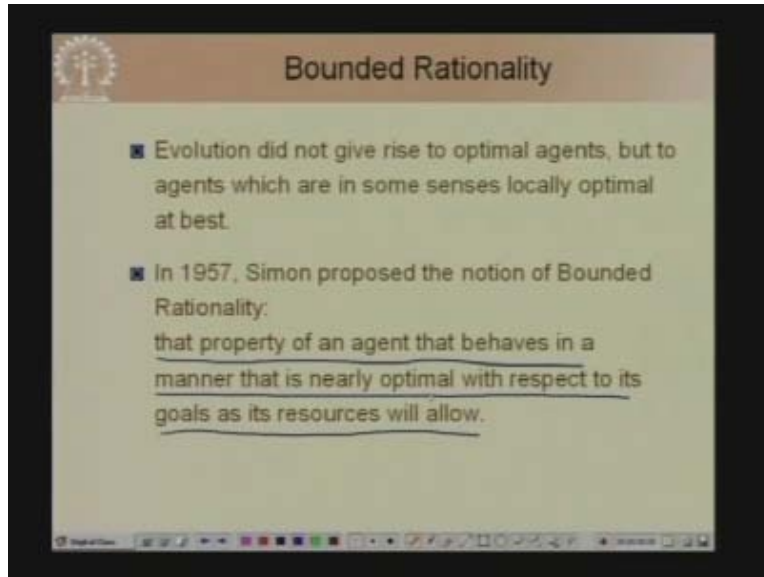 Bounded Rationality
Evolution did not give rise to optimal agents, but to
agents which are in some senses locally optimal
at best.
In 1957, Simon proposed the notion of Bounded
Rationality:
that property of an agent that behaves in a
manner that is nearly optimal with respect to its
goals as its resources will allow.